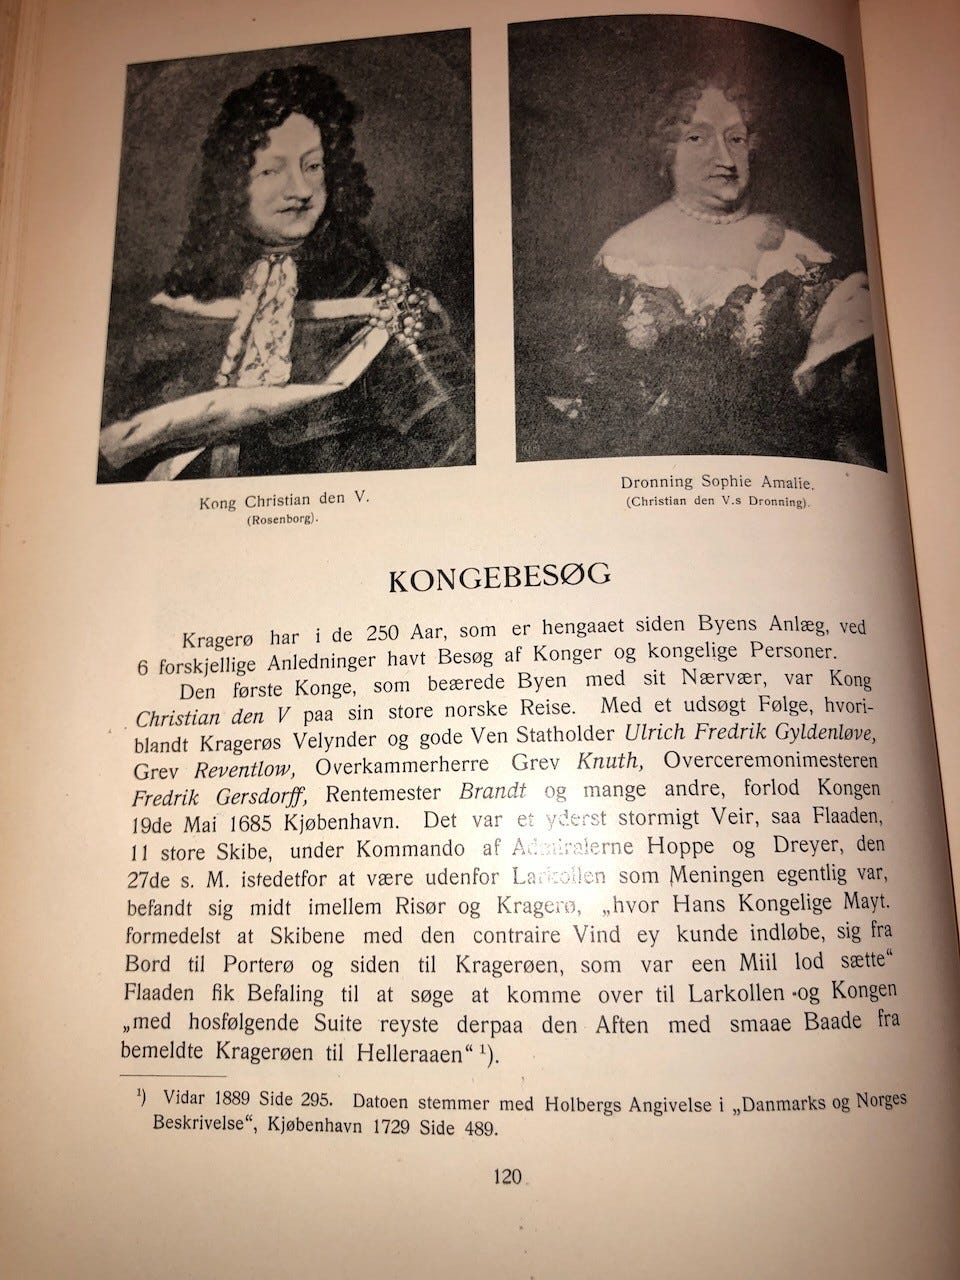 Kong Christian den V.
(Rosenborg).
Dronning Sophie Amalie.
(Christian den V.s Dronning).
KONGEBESØG
Kragerø har i de 250 Aar, som er hengaaet siden Byens Anlæg, ved
6 forskjellige Anledninger havt Besøg af Konger og kongelige Personer.
Den første Konge, som beærede Byen med sit Nærvær, var Kong
Christian den V paa sin store norske Reise. Med et udsøgt Følge, hvori-
blandt Kragerøs Velynder og gode Ven Statholder Ulrich Fredrik Gyldenløve,
Grev Reventlow, Overkammerherre Grev Knuth, Overceremonimesteren
Fredrik Gersdorff, Rentemester Brandt og mange andre, forlod Kongen
19de Mai 1685 Kjøbenhavn. Det var et yderst stormigt Veir, saa Flaaden,
11 store Skibe, under Kommando af Admiralerne Hoppe og Dreyer, den
27de s. M. istedetfor at være udenfor Larkollen som Meningen egentlig var,
befandt sig midt imellem Risør og Kragerø, „hvor Hans Kongelige Mayt.
formedelst at Skibene med den contraire Vind ey kunde indløbe, sig fra
Bord til Porterø og siden til Kragerøen, som var een Miil lod sætte“
Flaaden fik Befaling til at søge at komme over til Larkollen og Kongen
„med hosfølgende Suite reyste derpaa den Aften med smaae Baade fra
bemeldte Kragerøen til Helleraaen“ ¹).
¹) Vidar 1889 Side 295. Datoen stemmer med Holbergs Angivelse i „Danmarks og Norges
Beskrivelse“, Kjøbenhavn 1729 Side 489.
120